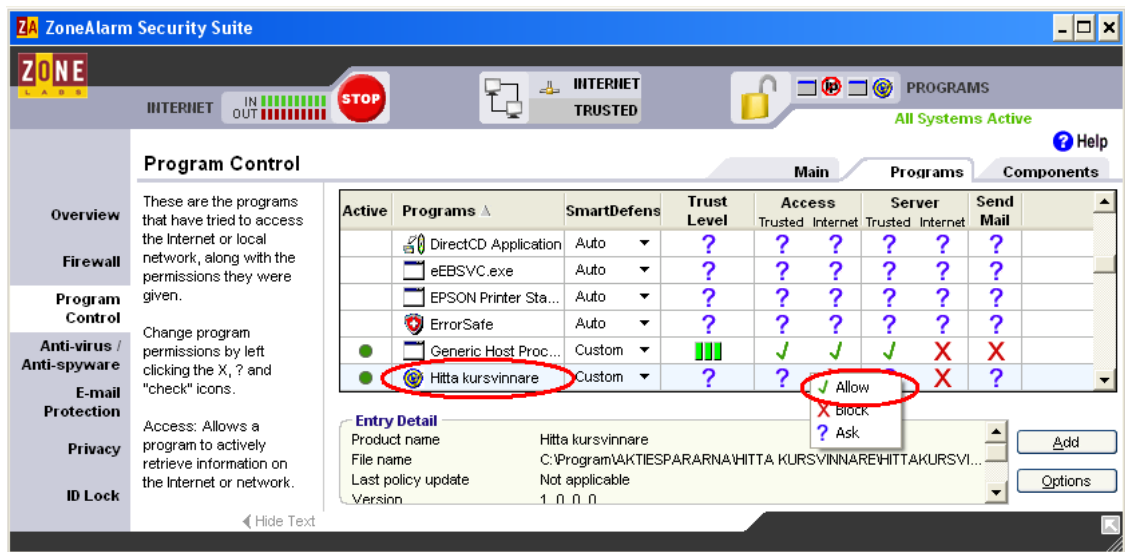 ZA ZoneAlarm Security Suite
ZONE
LABS
INTERNET IN OUT STOP
INTERNET
TRUSTED
PROGRAMS
All Systems Active
Help
Program Control
Main Programs Components
Overview
Firewall
Program
Control
Anti-virus /
Anti-spyware
E-mail
Protection
Privacy
ID Lock
These are the programs
that have tried to access
the Internet or local
network, along with the
permissions they were
given.
Change program
permissions by left
clicking the X, ? and
"check" icons.
Access: Allows a
program to actively
retrieve information on
the Internet or network.
Hide Text
Active Programs SmartDefens Trust Level Access Server Send Mail
Trusted Internet Trusted Internet
DirectCD Application Auto ? ? ? ? ? ?
eEBSVC.exe Auto ? ? ? ? ? ?
EPSON Printer Sta... Auto ? ? ? ? ? ?
ErrorSafe Auto ? ? ? ? ? ?
Generic Host Proc... Custom X X
Hitta kursvinnare Custom ? ? X ?
Allow
Block
? Ask
Entry Detail
Product name Hitta kursvinnare
File name C:\Program\AKTIESPARARNA\HITTA KURSVINNARE\HITTAKURSVI...
Last policy update Not applicable
Version 1. 0. 0. 0
Add
Options